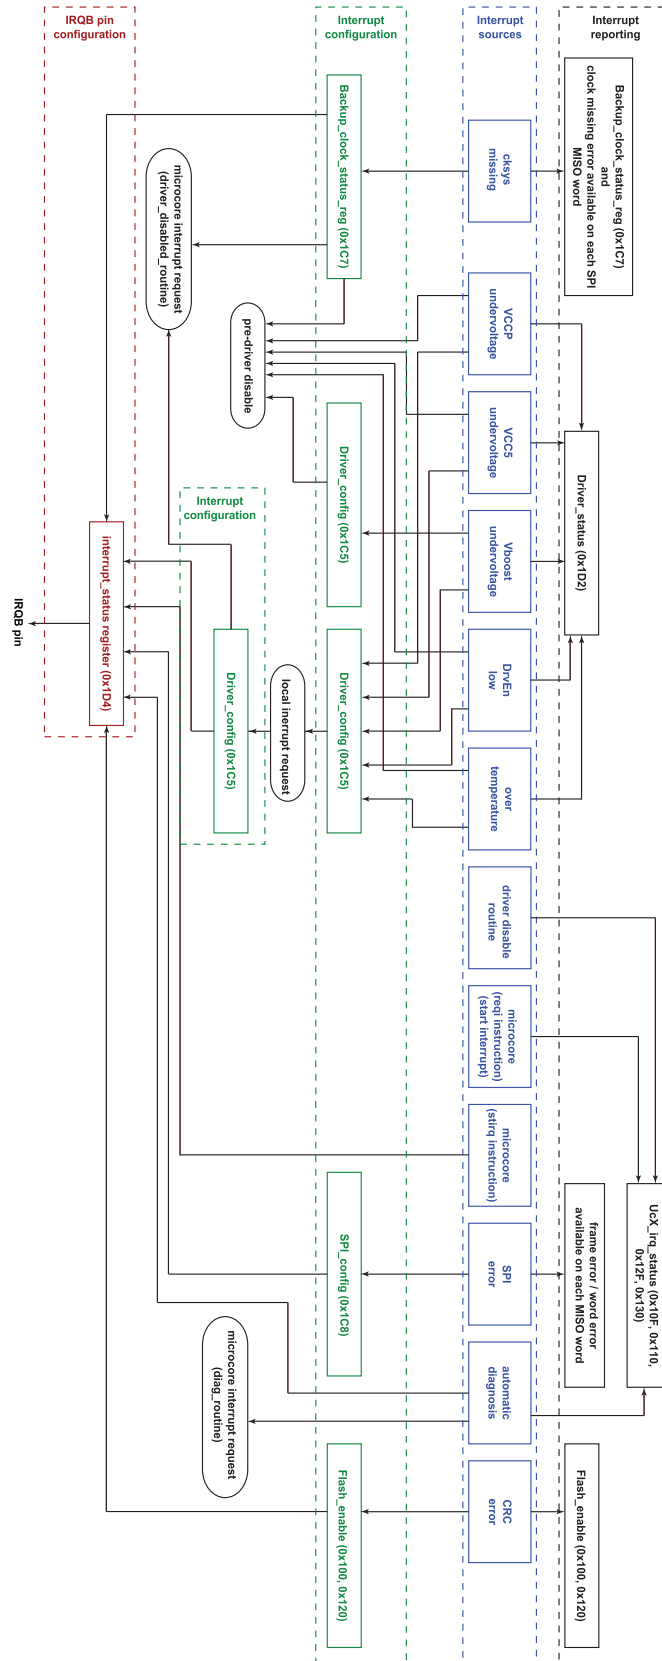 Interrupt
reporting
Backup_clock_status_reg (0x1C7)
and
clock missing error available on each SPI
MISO word
Driver_status (0x1D2)
UcX_irq_status (0x10F, 0x110,
0x12F, 0x130)
frame error / word error
available on each MISO word
Flash_enable (0x100, 0x120)
Interrupt
sources
cksys
missing
VCCP
undervoltage
VCC5
undervoltage
Vboost
undervoltage
DrvEn
low
over
temperature
driver disable
routine
microcore
(reqi instruction)
(start interrupt)
microcore
(stirq instruction)
SPI
error
automatic
diagnosis
CRC
error
Interrupt
configuration
Backup_clock_status_reg (0x1C7)
Driver_config (0x1C5)
Driver_config (0x1C5)
SPI_config (0x1C8)
Flash_enable (0x100, 0x120)
pre-driver disable
local inerrupt request
Interrupt
configuration
Driver_config (0x1C5)
microcore interrupt request
(driver_disabled_routine)
microcore interrupt request
(diag_routine)
IRQB pin
configuration
interrupt_status register (0x1D4)
IRQB pin